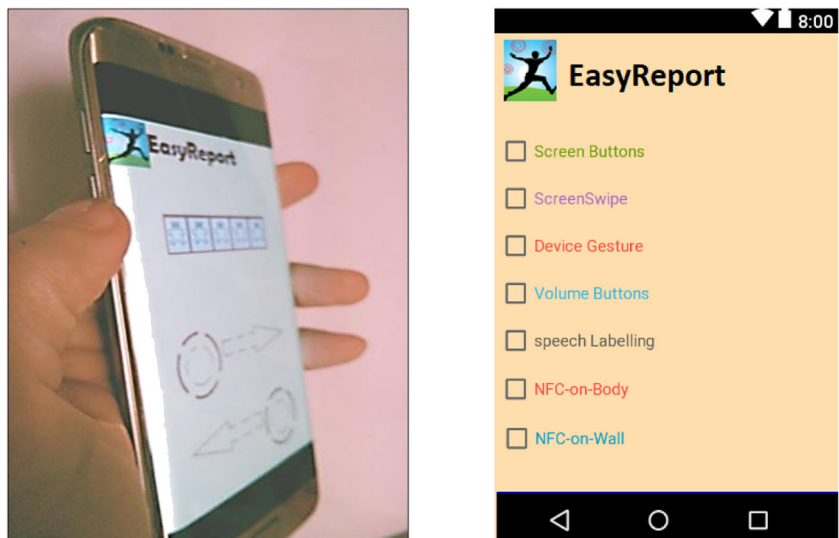 EasyReport
8:00
EasyReport
Screen Buttons
ScreenSwipe
Device Gesture
Volume Buttons
speech Labelling
NFC-on-Body
NFC-on-Wall